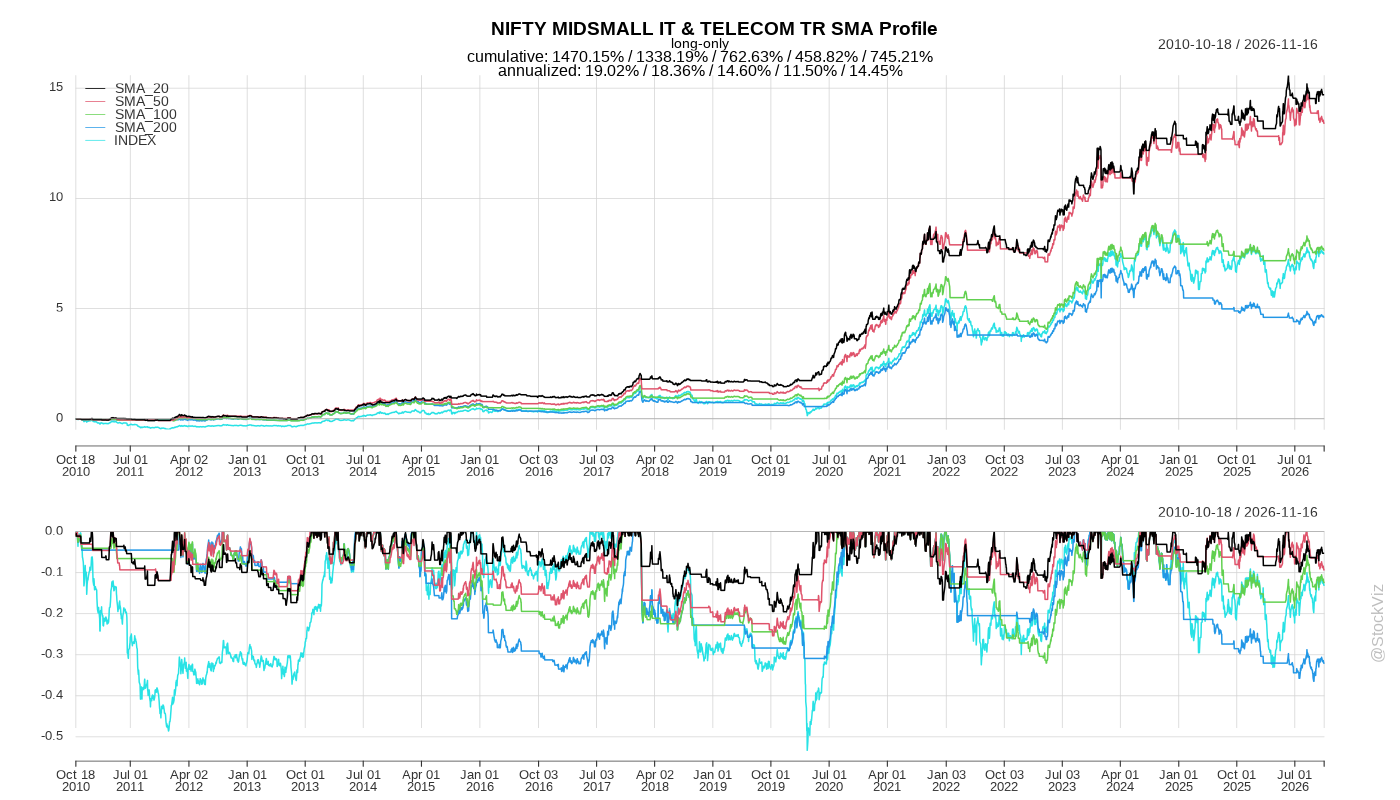 NIFTY MIDSMALL IT & TELECOM TR SMA Profile
long-only
2010-10-18 / 2026-11-16
cumulative: 1470.15% / 1338.19% / 762.63% / 458.82% / 745.21%
annualized: 19.02% / 18.36% / 14.60% / 11.50% / 14.45%
15
SMA_20
SMA_50
SMA_100
SMA_200
INDEX
10
5
0
Oct 18 Jul 01 Apr 02 Jan 01 Oct 01 Jul 01 Apr 01 Jan 01 Oct 03 Jul 03 Apr 02 Jan 01 Oct 01 Jul 01 Apr 01 Jan 03 Oct 03 Jul 03 Apr 01 Jan 01 Oct 01 Jul 01
2010 2011 2012 2013 2013 2014 2015 2016 2016 2017 2018 2019 2019 2020 2021 2022 2022 2023 2024 2025 2025 2026
2010-10-18 / 2026-11-16
0.0
-0.1
-0.2
-0.3
-0.4
-0.5
Oct 18 Jul 01 Apr 02 Jan 01 Oct 01 Jul 01 Apr 01 Jan 01 Oct 03 Jul 03 Apr 02 Jan 01 Oct 01 Jul 01 Apr 01 Jan 03 Oct 03 Jul 03 Apr 01 Jan 01 Oct 01 Jul 01
2010 2011 2012 2013 2013 2014 2015 2016 2016 2017 2018 2019 2019 2020 2021 2022 2022 2023 2024 2025 2025 2026
@StockViz